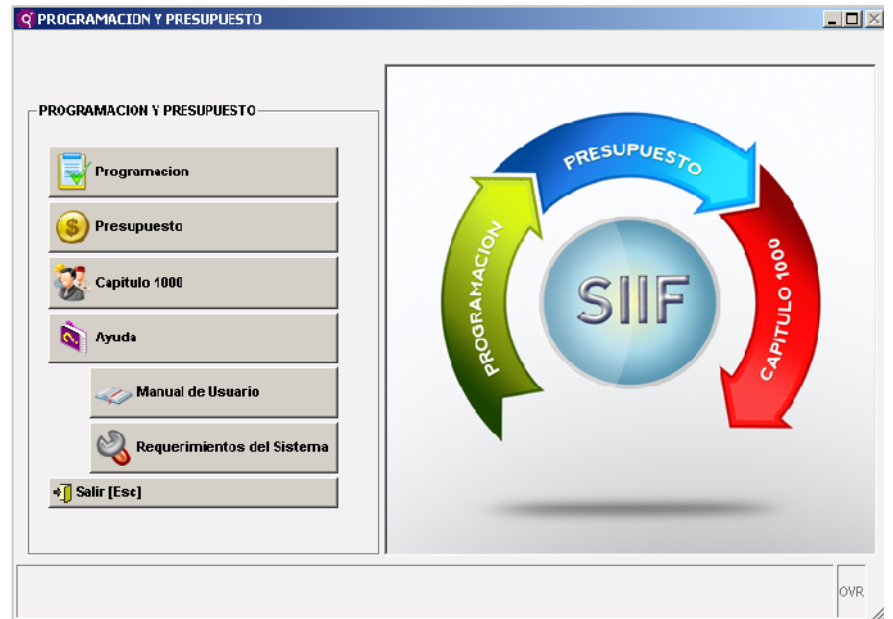 PROGRAMACION Y PRESUPUESTO
PROGRAMACION Y PRESUPUESTO
Programacion
Presupuesto
Capitulo 1000
Ayuda
Manual de Usuario
Requerimientos del Sistema
Salir [Esc]
PROGRAMACION
PRESUPUESTO
CAPITULO 1000
SIIF
OVR